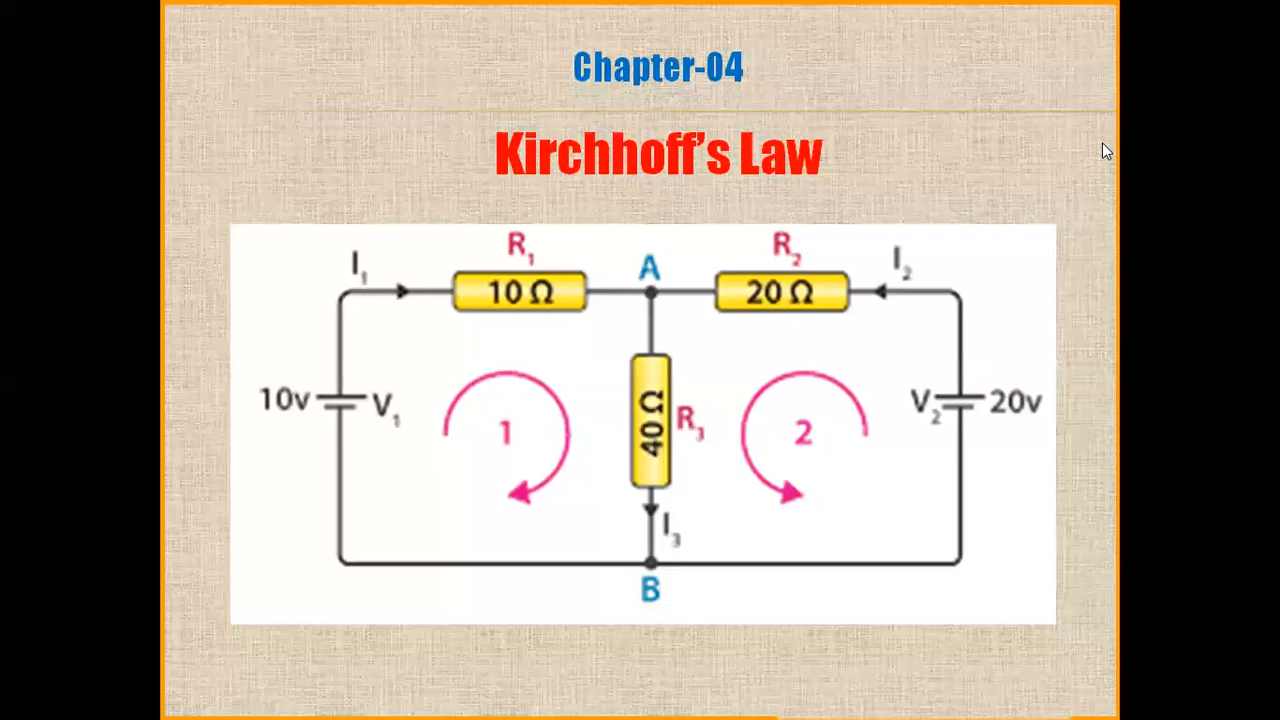 Chapter-04
Kirchhoff's Law
I₁ R₁ A R₂ I₂
10 Ω 20 Ω
10v V₁ 1 40 Ω R₃ 2 V₂ 20v
I₃
B